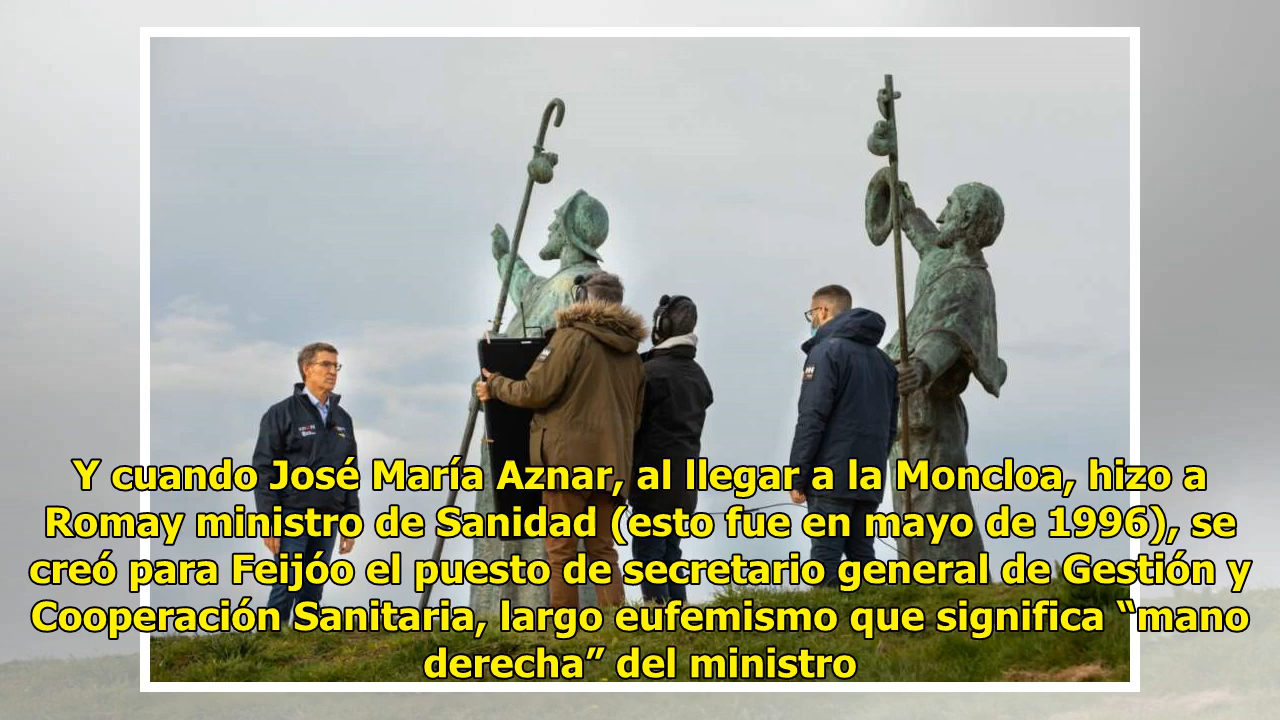 Y cuando José María Aznar, al llegar a la Moncloa, hizo a
Romay ministro de Sanidad (esto fue en mayo de 1996), se
creó para Feijóo el puesto de secretario general de Gestión y
Cooperación Sanitaria, largo eufemismo que significa “mano
derecha” del ministro